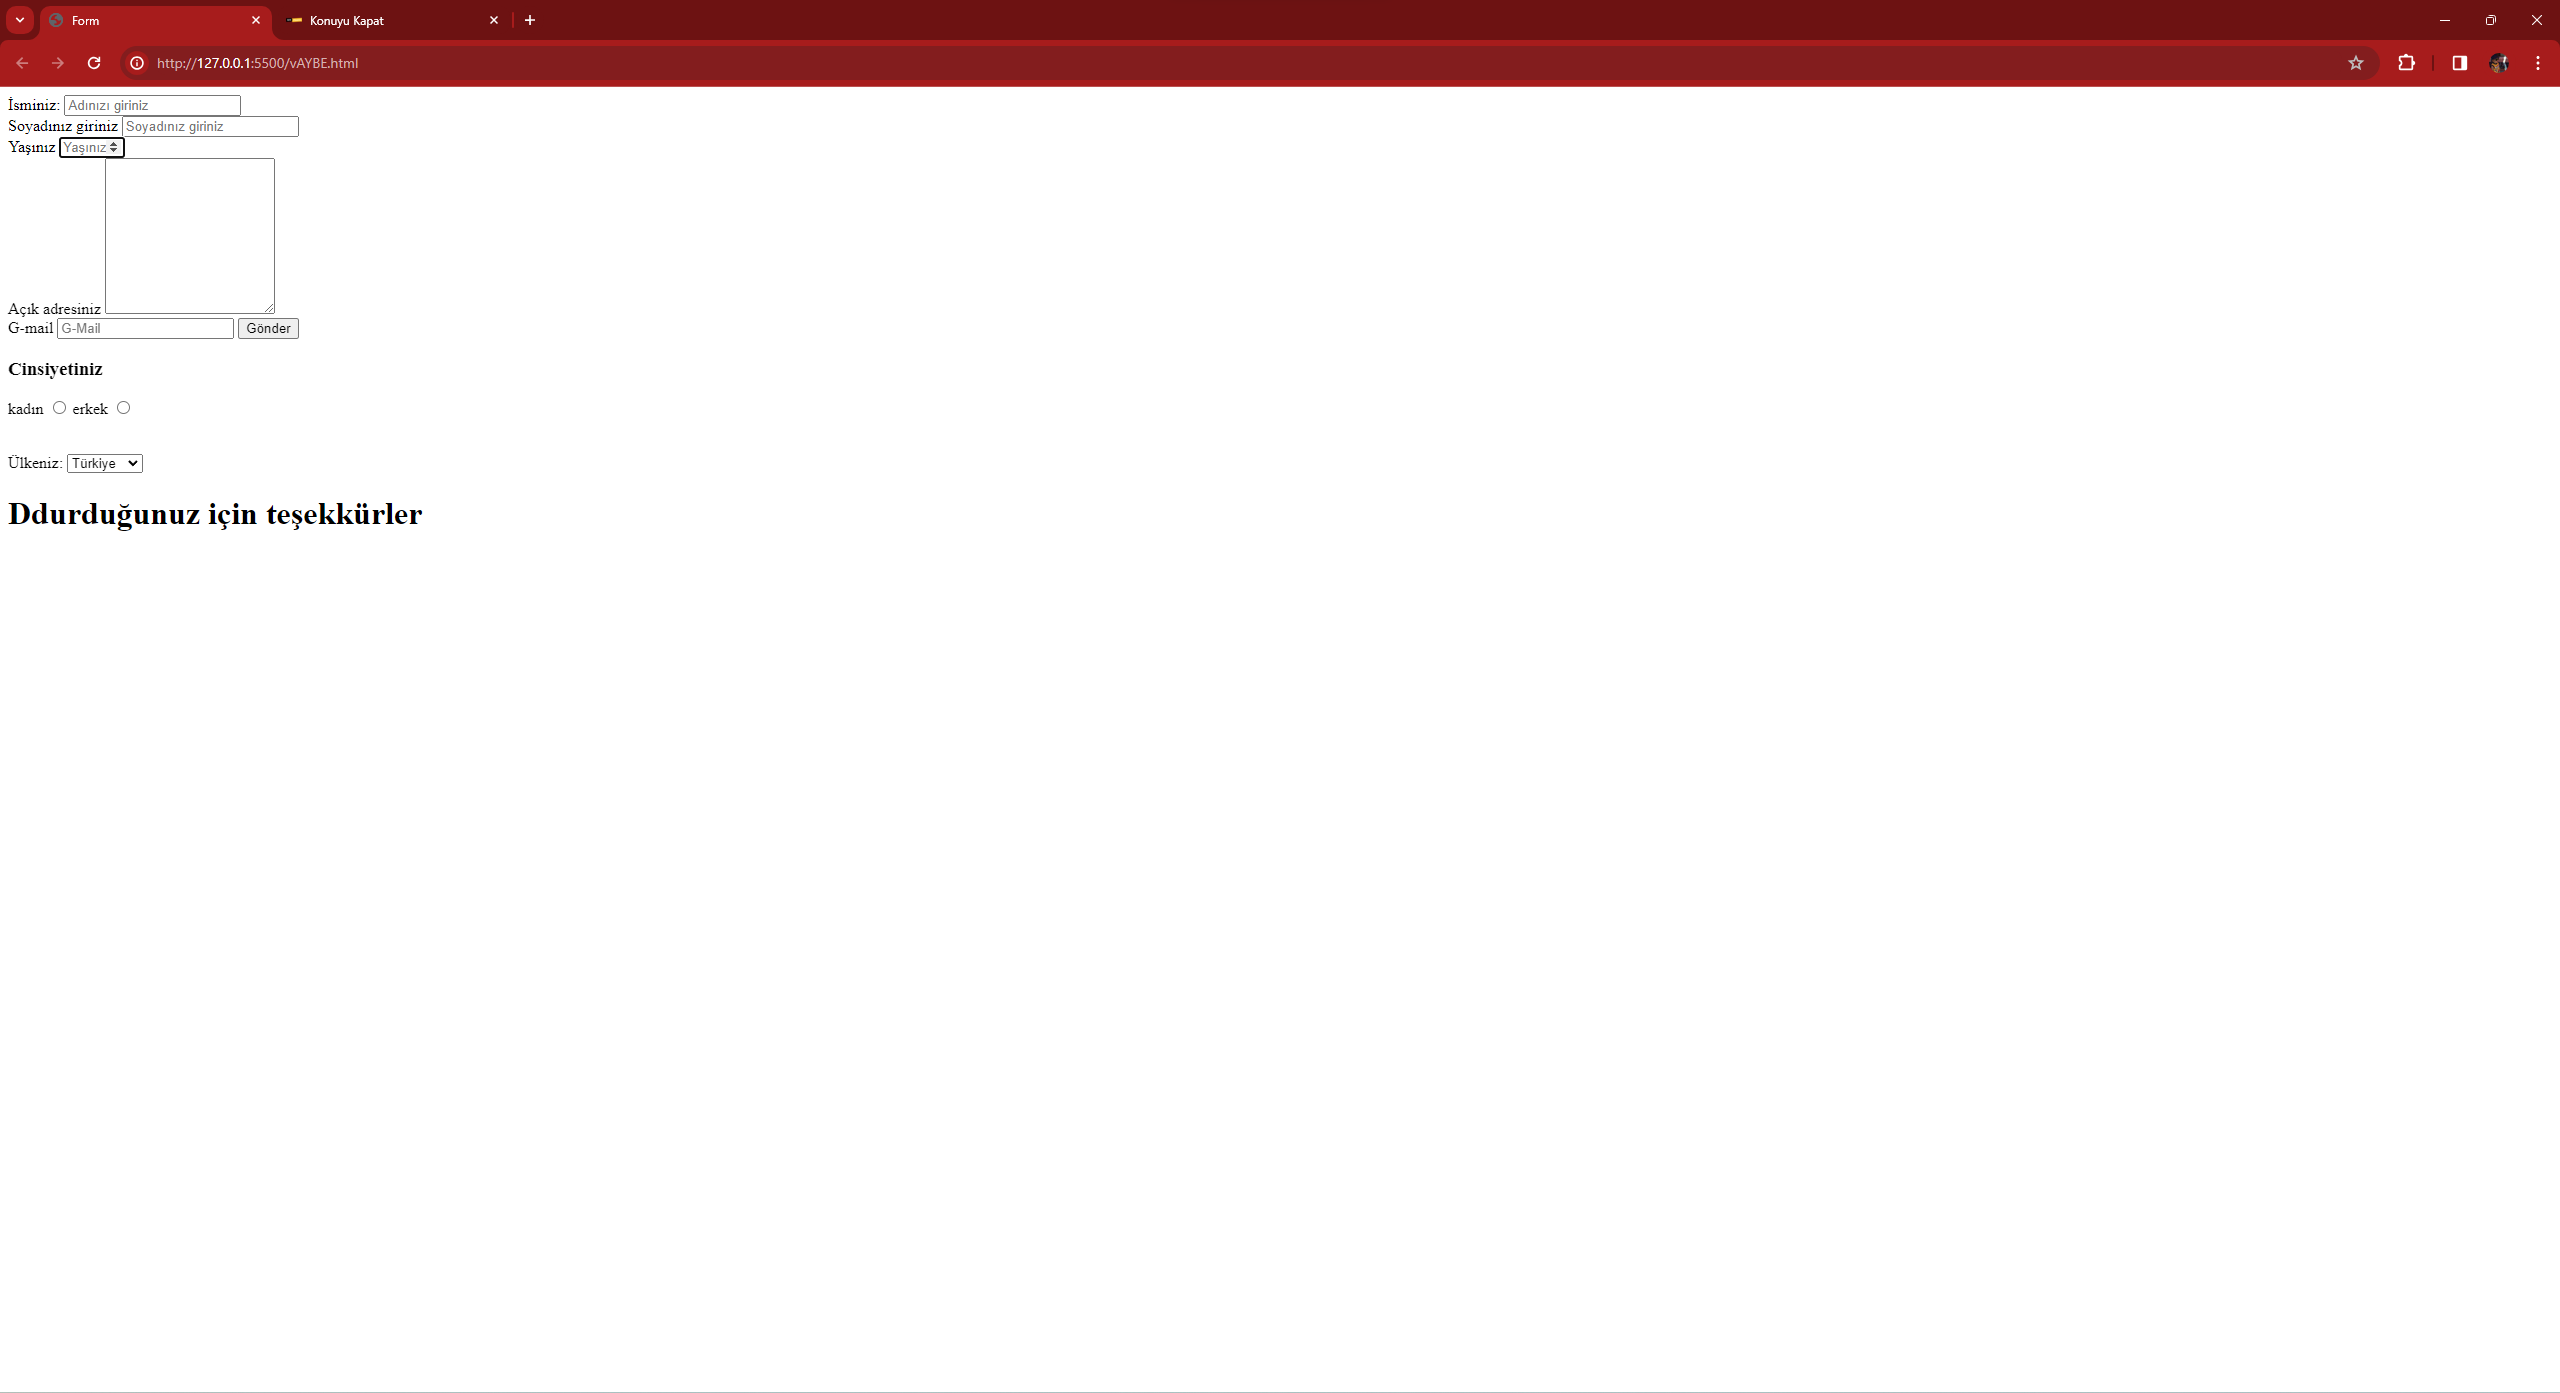 Form
Konuyu Kapat
http://127.0.0.1:5500/vAYBE.html
İsminiz: Adınızı giriniz
Soyadınız giriniz Soyadınız giriniz
Yaşınız Yaşınız
Açık adresiniz
G-mail G-Mail Gönder
Cinsiyetiniz
kadın erkek
Ülkeniz: Türkiye
Ddurduğunuz için teşekkürler